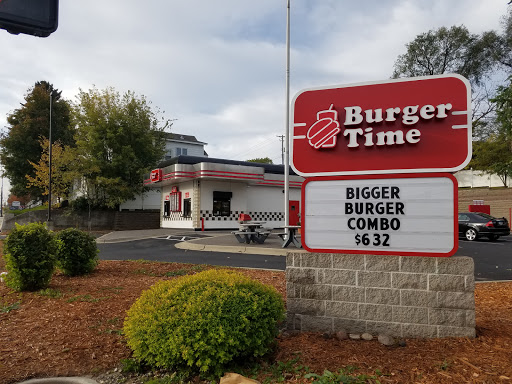 Burger
Time
BIGGER
BURGER
COMBO
$6 32